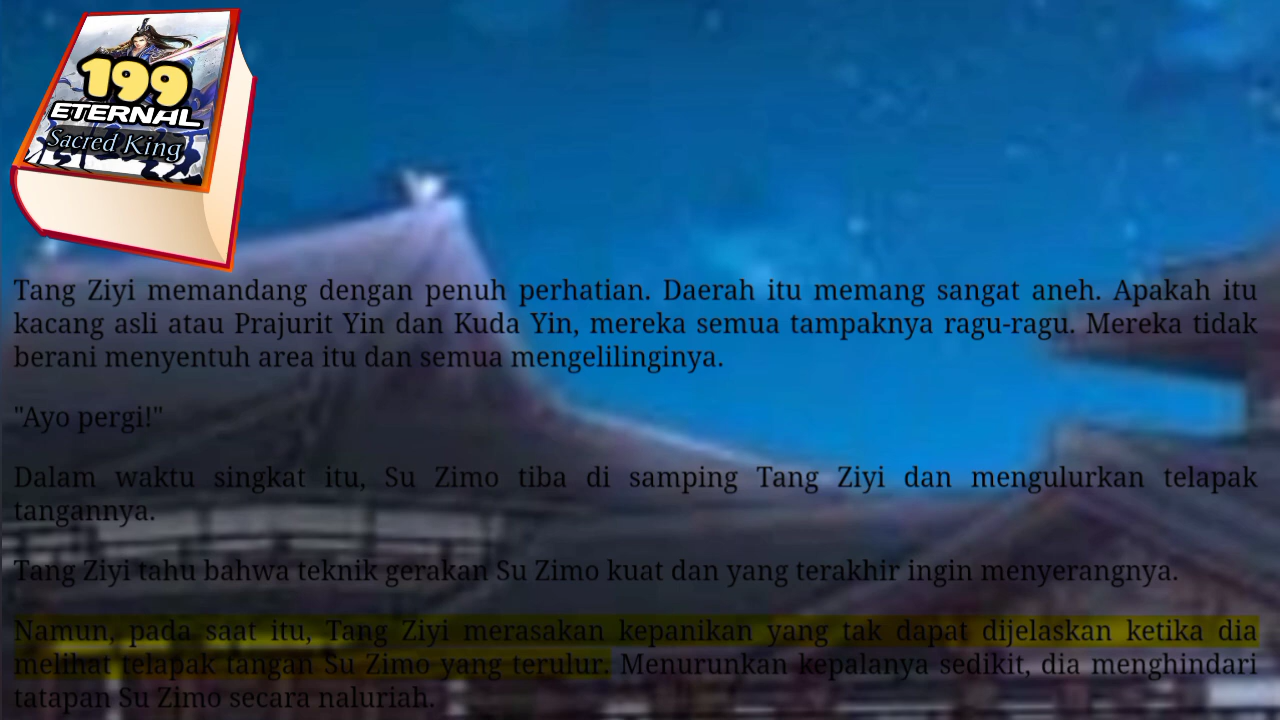 199
ETERNAL
Sacred King
Tang Ziyi memandang dengan penuh perhatian. Daerah itu memang sangat aneh. Apakah itu
kacang asli atau Prajurit Yin dan Kuda Yin, mereka semua tampaknya ragu-ragu. Mereka tidak
berani menyentuh area itu dan semua mengelilinginya.
"Ayo pergi!"
Dalam waktu singkat itu, Su Zimo tiba di samping Tang Ziyi dan mengulurkan telapak
tangannya.
Tang Ziyi tahu bahwa teknik gerakan Su Zimo kuat dan yang terakhir ingin menyerangnya.
Namun, pada saat itu, Tang Ziyi merasakan kepanikan yang tak dapat dijelaskan ketika dia
melihat telapak tangan Su Zimo yang terulur. Menurunkan kepalanya sedikit, dia menghindari
tatapan Su Zimo secara naluriah.